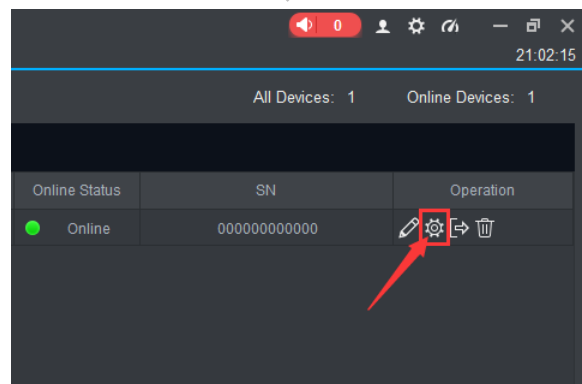 0
21:02:15
All Devices: 1 Online Devices: 1
Online Status SN Operation
Online 000000000000